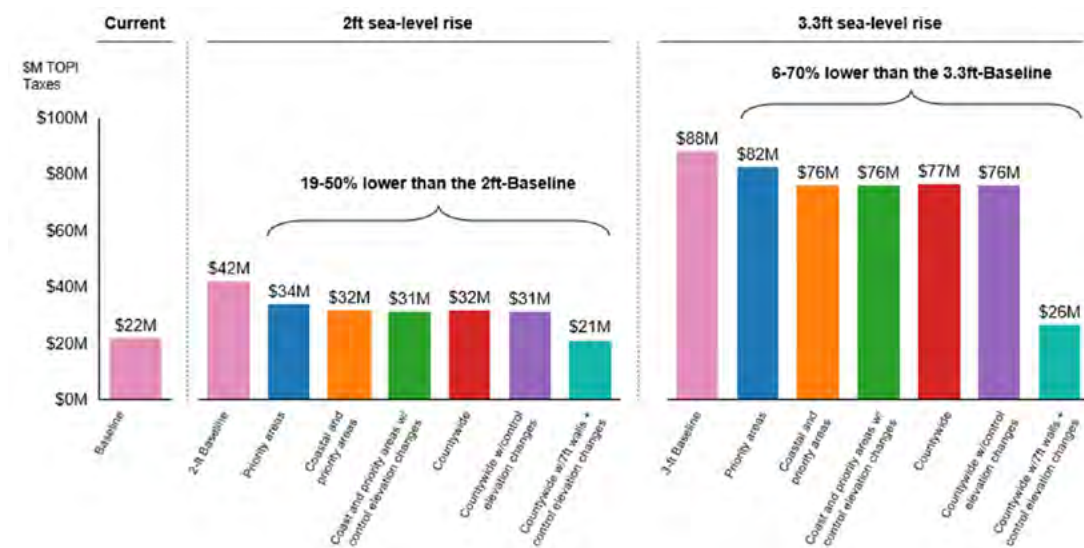 Current
2ft sea-level rise
3.3ft sea-level rise
$M TOPI
Taxes
$100M
$80M
$60M
$40M
$20M
$0M
6-70% lower than the 3.3ft-Baseline
19-50% lower than the 2ft-Baseline
$22M
$42M
$34M
$32M
$31M
$32M
$31M
$21M
$88M
$82M
$76M
$76M
$77M
$76M
$26M
Baseline
2-ft Baseline
Priority areas
Coastal and
priority areas
Coast and priority areas w/
control elevation changes
Countywide
Countywide w/control
elevation changes
Countywide w/7ft walls +
control elevation changes
3-ft Baseline
Priority areas
Coastal and
priority areas
Coast and priority areas w/
control elevation changes
Countywide
Countywide w/control
elevation changes
Countywide w/7ft walls +
control elevation changes